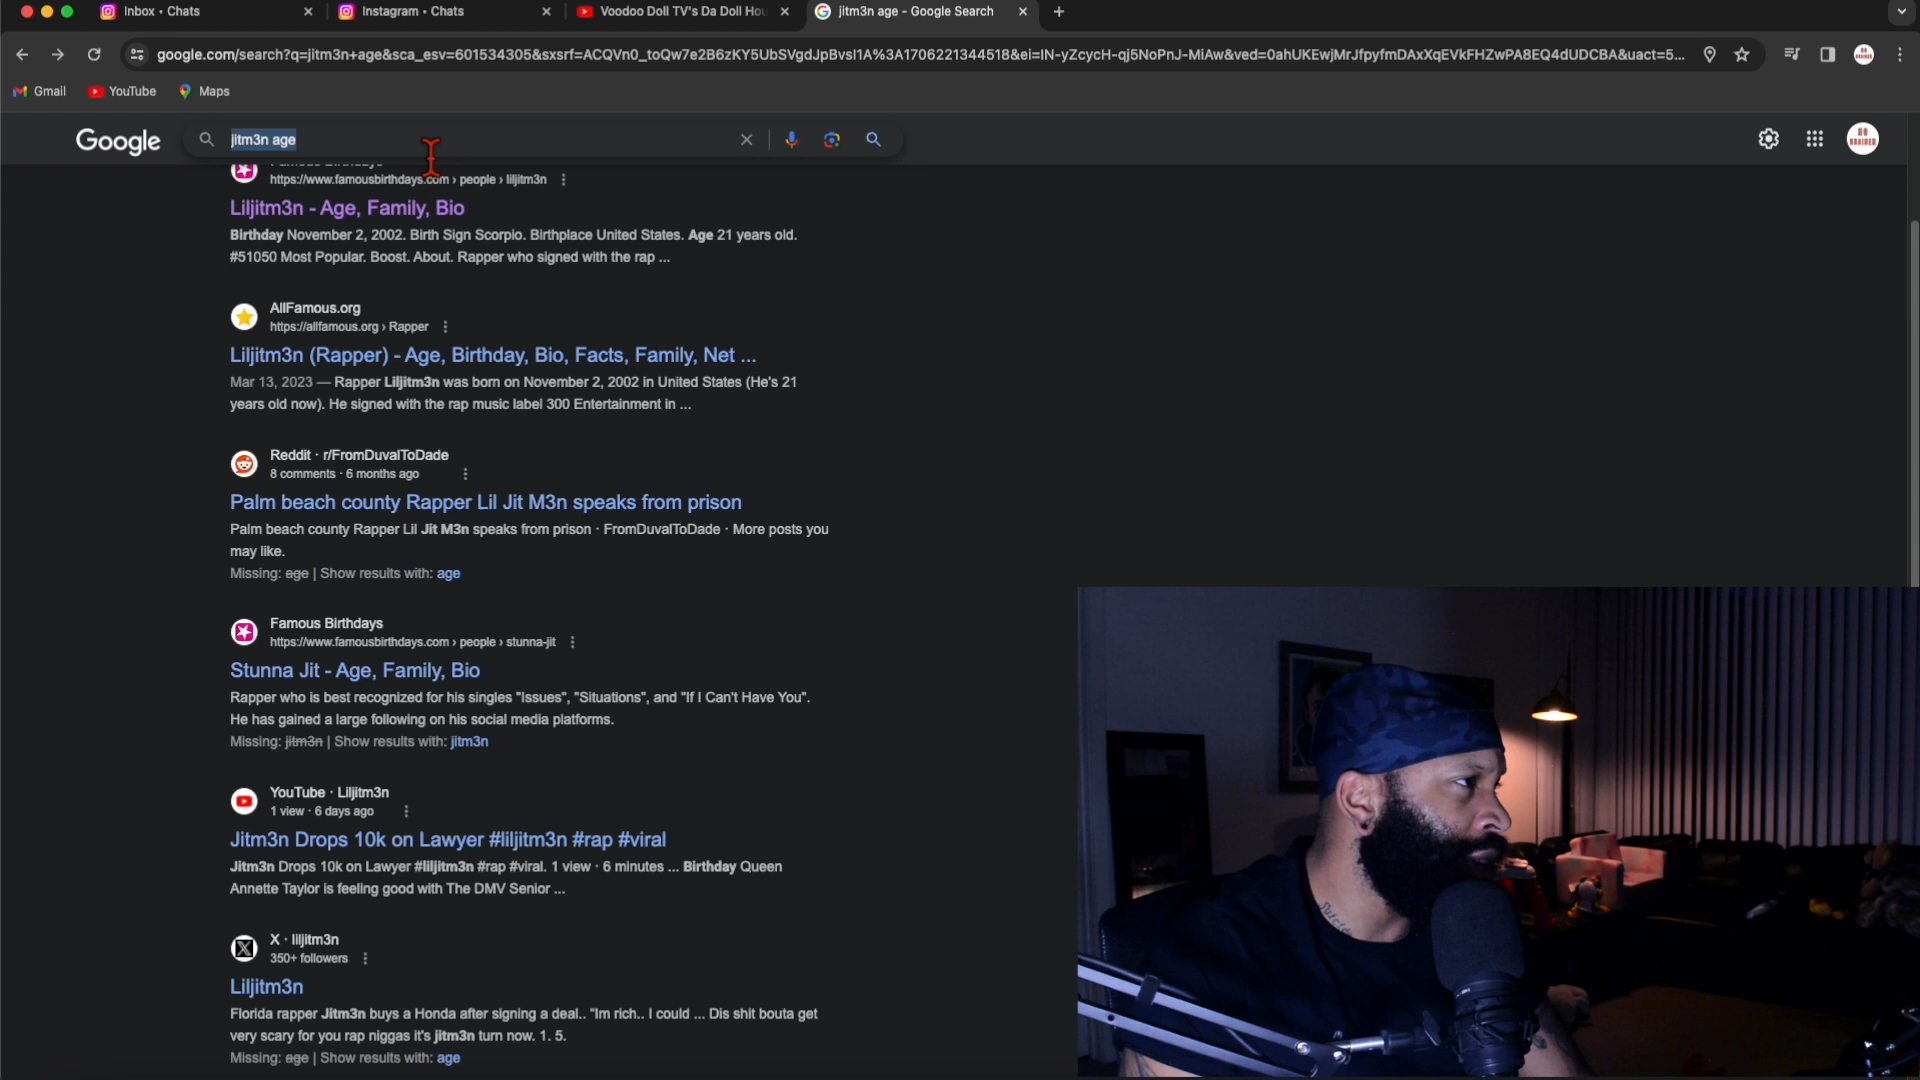 Inbox • Chats
Instagram • Chats
Voodoo Doll TV's Da Doll Hou
jitm3n age - Google Search
google.com/search?q=jitm3n+age&sca_esv=601534305&sxsrf=ACQVn0_toQw7e2B6zKY5UbSVgdJpBvsl1A%3A1706221344518&ei=IN-yZcycH-qj5NoPnJ-MiAw&ved=0ahUKEwjMrJfpyfmDAxXqEVkFHZwPA8EQ4dUDCBA&uact=5...
Gmail
YouTube
Maps
Google
jitm3n age
Famous Birthdays
https://www.famousbirthdays.com › people › liljitm3n
Liljitm3n - Age, Family, Bio
Birthday November 2, 2002. Birth Sign Scorpio. Birthplace United States. Age 21 years old.
#51050 Most Popular. Boost. About. Rapper who signed with the rap ...
AllFamous.org
https://allfamous.org › Rapper
Liljitm3n (Rapper) - Age, Birthday, Bio, Facts, Family, Net ...
Mar 13, 2023 — Rapper Liljitm3n was born on November 2, 2002 in United States (He's 21
years old now). He signed with the rap music label 300 Entertainment in ...
Reddit · r/FromDuvalToDade
8 comments · 6 months ago
Palm beach county Rapper Lil Jit M3n speaks from prison
Palm beach county Rapper Lil Jit M3n speaks from prison · FromDuvalToDade · More posts you
may like.
Missing: age | Show results with: age
Famous Birthdays
https://www.famousbirthdays.com › people › stunna-jit
Stunna Jit - Age, Family, Bio
Rapper who is best recognized for his singles "Issues", "Situations", and "If I Can't Have You".
He has gained a large following on his social media platforms.
Missing: jitm3n | Show results with: jitm3n
YouTube · Liljitm3n
1 view · 6 days ago
Jitm3n Drops 10k on Lawyer #liljitm3n #rap #viral
Jitm3n Drops 10k on Lawyer #liljitm3n #rap #viral. 1 view · 6 minutes ... Birthday Queen
Annette Taylor is feeling good with The DMV Senior ...
X · liljitm3n
350+ followers
Liljitm3n
Florida rapper Jitm3n buys a Honda after signing a deal.. "Im rich.. I could ... Dis shit bouta get
very scary for you rap niggas it's jitm3n turn now. 1. 5.
Missing: age | Show results with: age